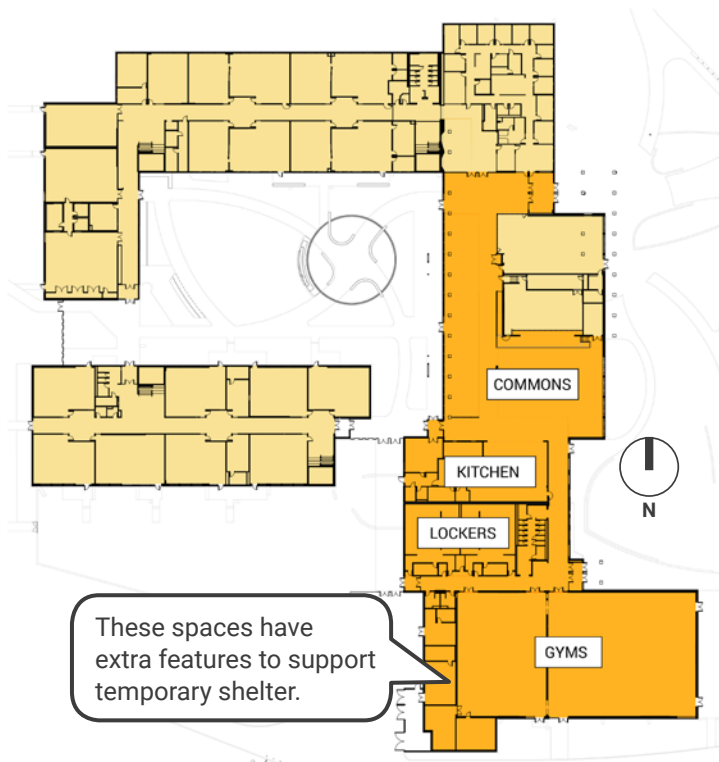 COMMONS
KITCHEN
N
LOCKERS
These spaces have
extra features to support
temporary shelter.
GYMS